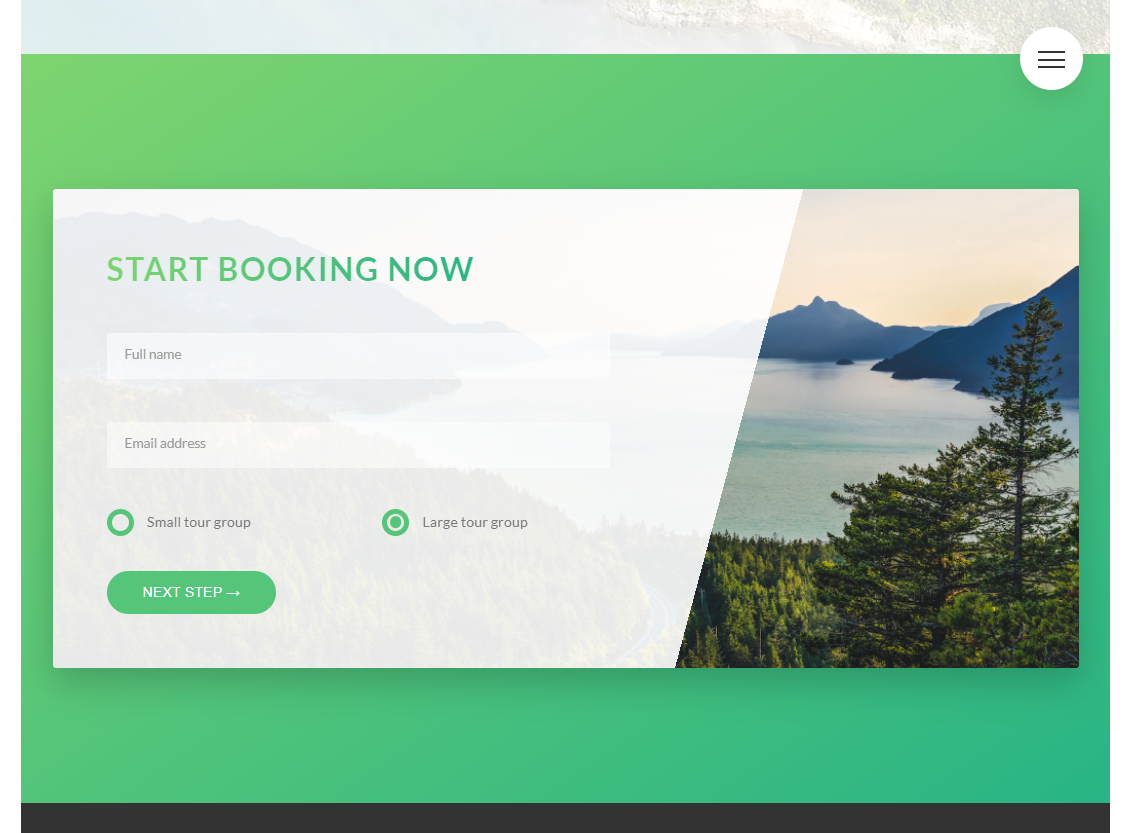 START BOOKING NOW
Full name
Email address
Small tour group
Large tour group
NEXT STEP →